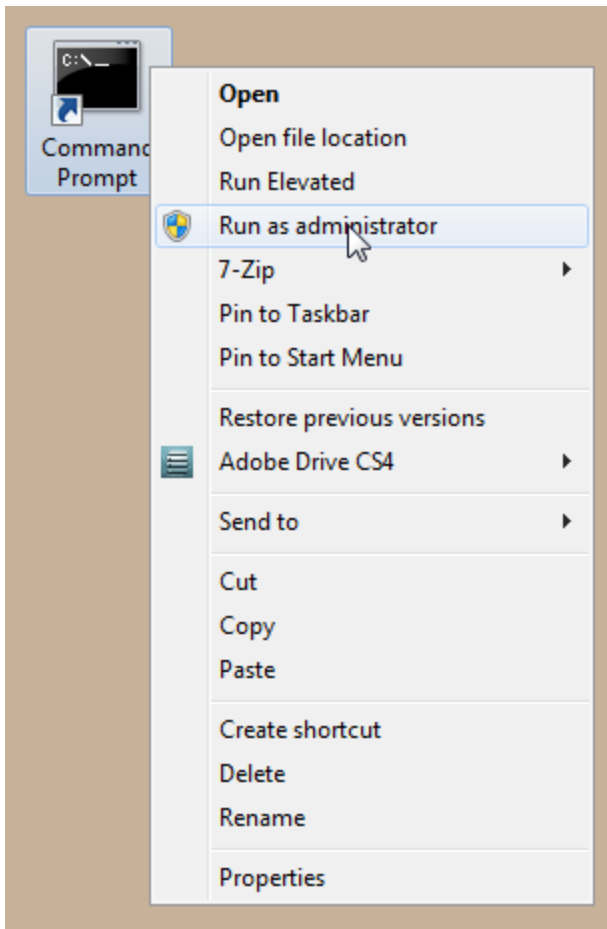 C:\_
Command
Prompt
Open
Open file location
Run Elevated
Run as administrator
7-Zip
Pin to Taskbar
Pin to Start Menu
Restore previous versions
Adobe Drive CS4
Send to
Cut
Copy
Paste
Create shortcut
Delete
Rename
Properties